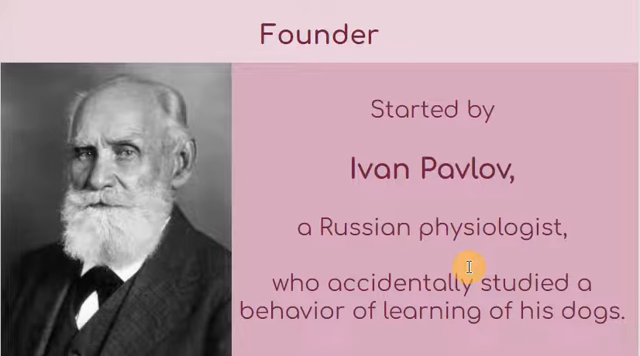 Founder
Started by
Ivan Pavlov,
a Russian physiologist,
who accidentally studied a
behavior of learning of his dogs.